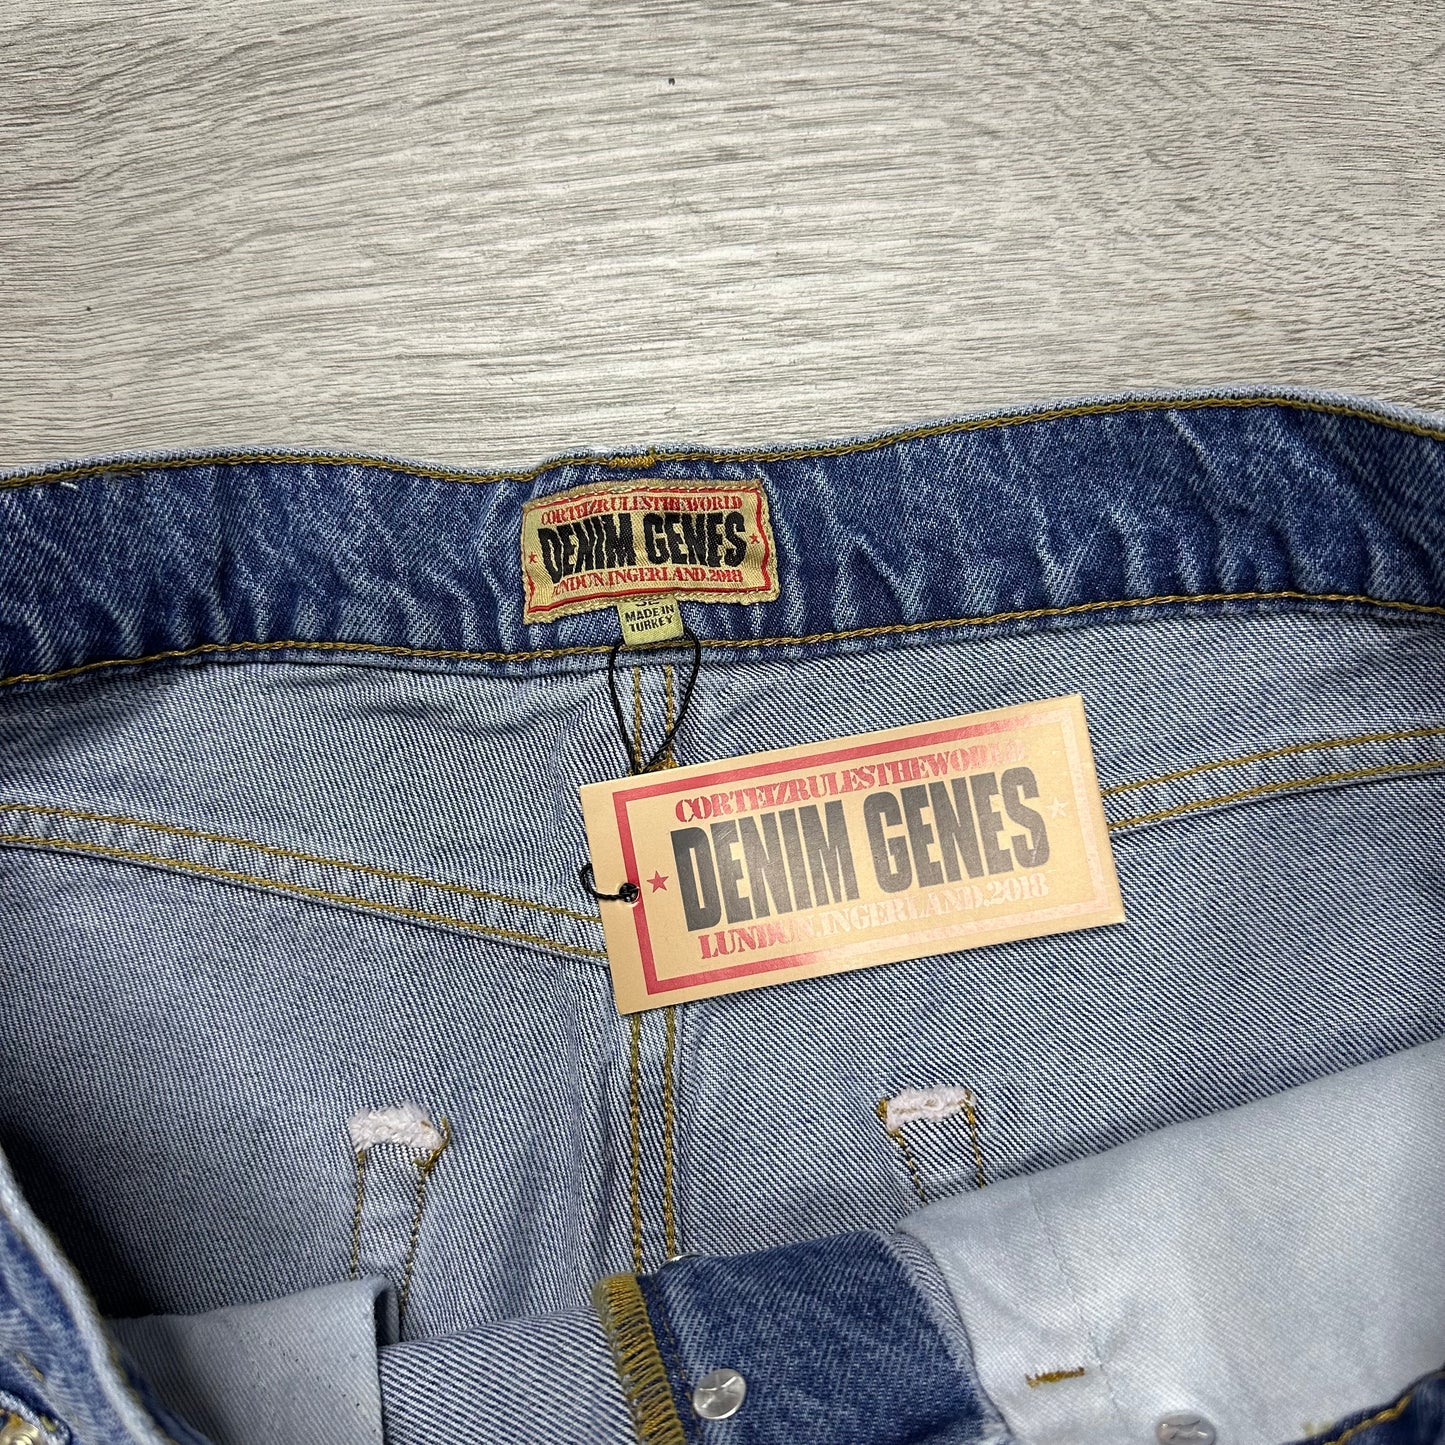 CORTEIZRULESTHEWORLD
DENIM GENES
LUNDUN.INGERLAND.2018
MADE IN
TURKEY
CORTEIZRULESTHEWORLD
DENIM GENES
LUNDUN.INGERLAND.2018